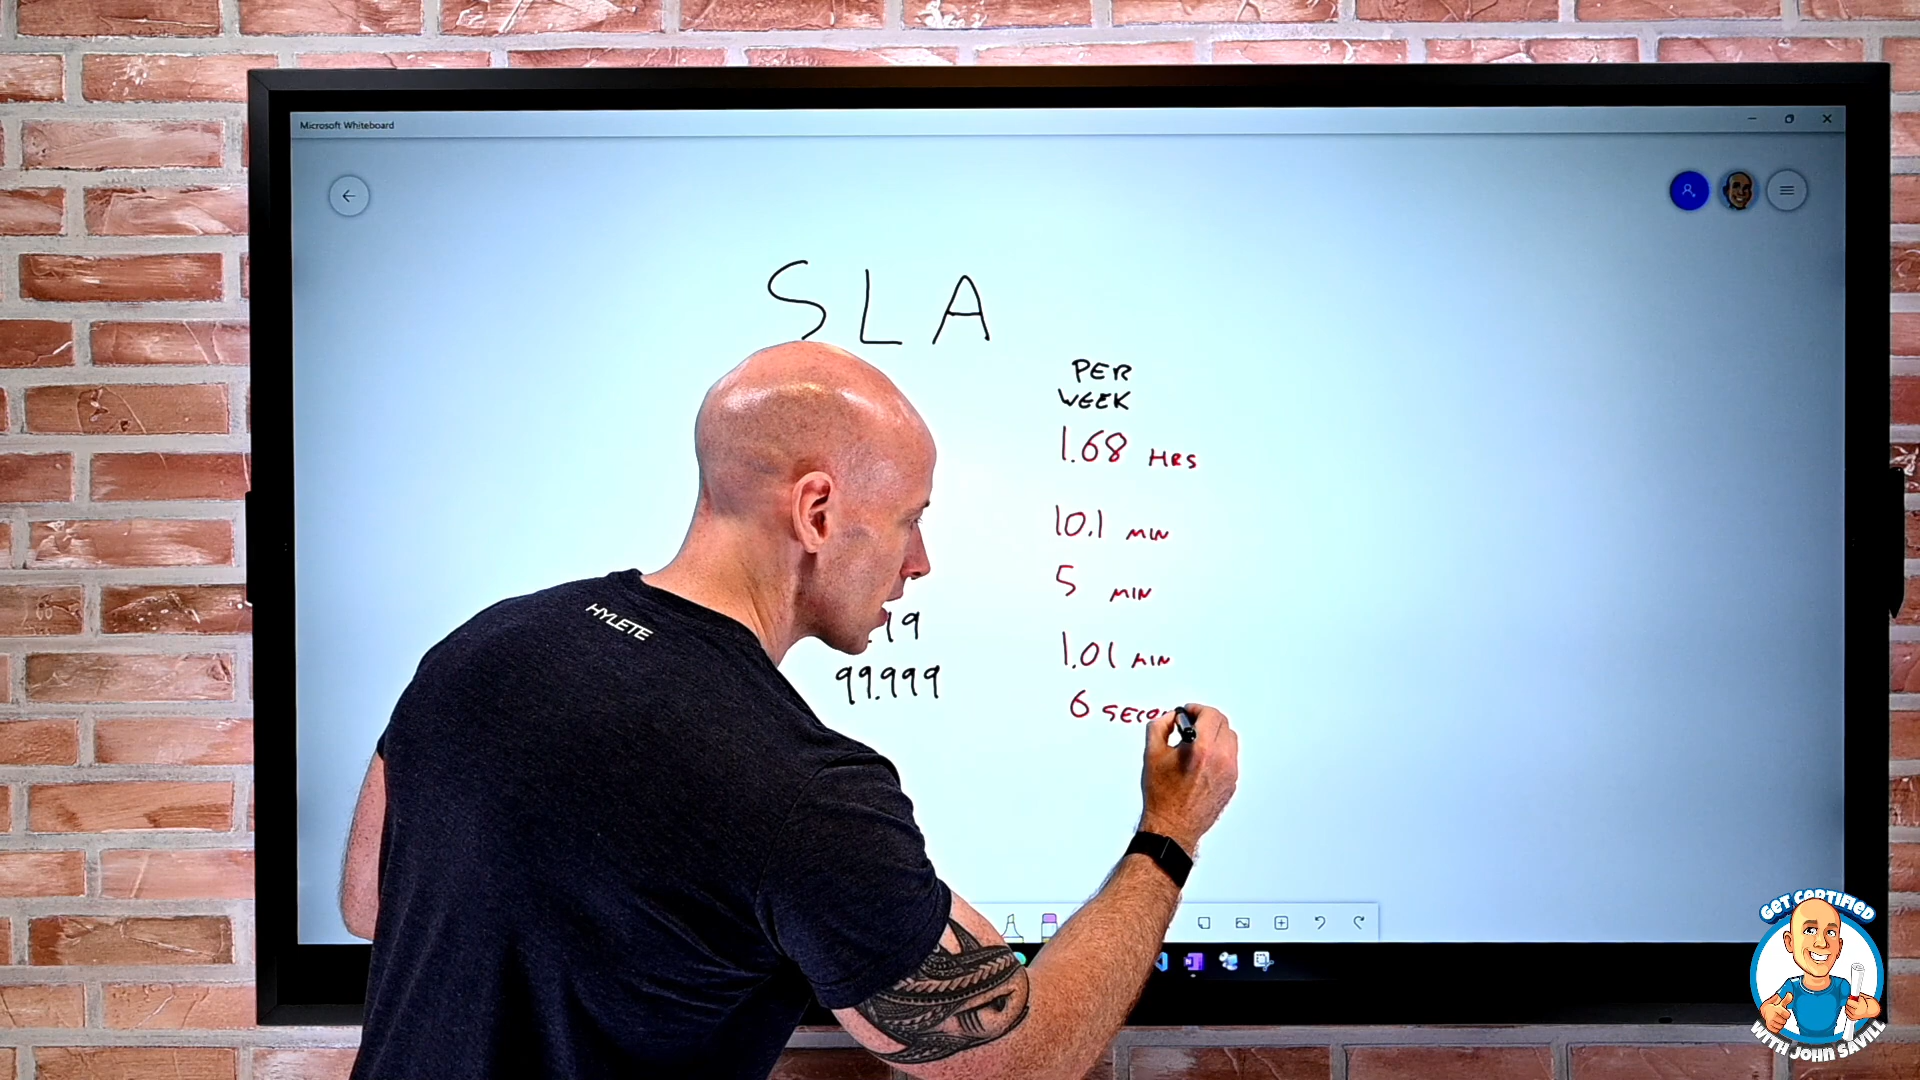 Microsoft Whiteboard
SLA
PER
WEEK
1.68 HRS
10.1 MIN
5 MIN
1.01 MIN
99.999
6
HYLETE
GET CERTIFIED
WITH JOHN SAVILL